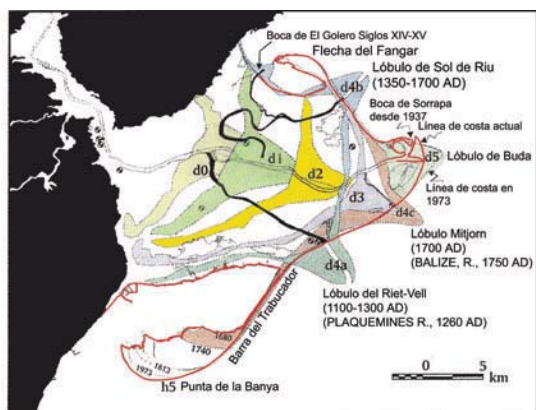 Boca de El Golero Siglos XIV-XV
Flecha del Fangar
Lóbulo de Sol de Riu
(1350-1700 AD)
d4b
Boca de Sorrapa
desde 1937
Línea de costa actual
d1
d5
Lóbulo de Buda
d0
d2
Línea de costa en
1973
d3
d4c
Lóbulo Mitjorn
(1700 AD)
(BALIZE, R., 1750 AD)
d4a
Lóbulo del Riet-Vell
(1100-1300 AD)
(PLAQUEMINES R., 1260 AD)
Barra del Trabucador
1680
1740
1813
1973
h5 Punta de la Banya
0 5
km